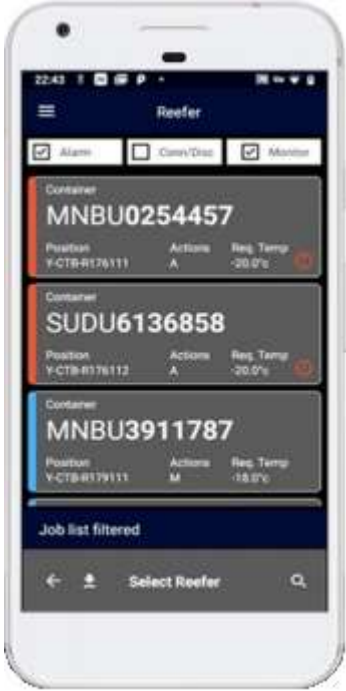 22:43
Reefer
Alarm Conn/Disc Monitor
Container
MNBU0254457
Position Actions Req. Temp
Y-CTB-R176111 A -20.0°c
Container
SUDU6136858
Position Actions Req. Temp
Y-CTB-R176112 A -20.0°c
Container
MNBU3911787
Position Actions Req. Temp
Y-CTB-R179111 M -18.0°c
Job list filtered
Select Reefer